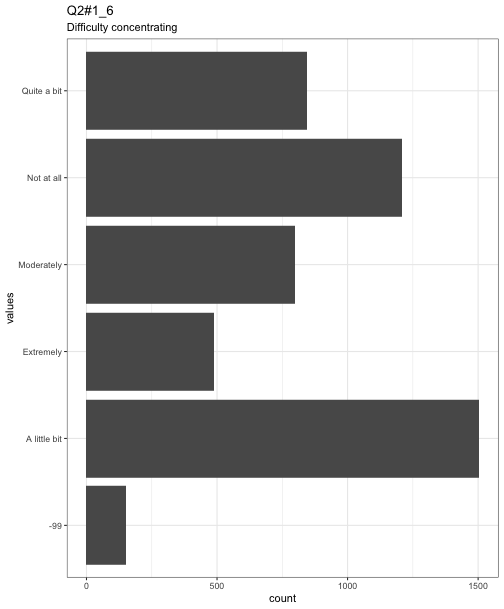 Q2#1_6
Difficulty concentrating
Quite a bit
Not at all
Moderately
Extremely
A little bit
-99
values
0 500 1000 1500
count